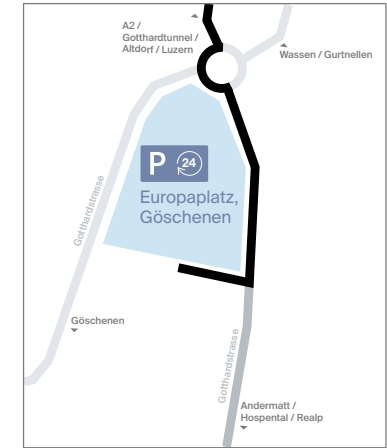 A2 /
Gotthardtunnel /
Altdorf / Luzern
Wassen / Gurtnellen
P 24
Europaplatz,
Göschenen
Gotthardstrasse
Göschenen
Gotthardstrasse
Andermatt /
Hospental / Realp